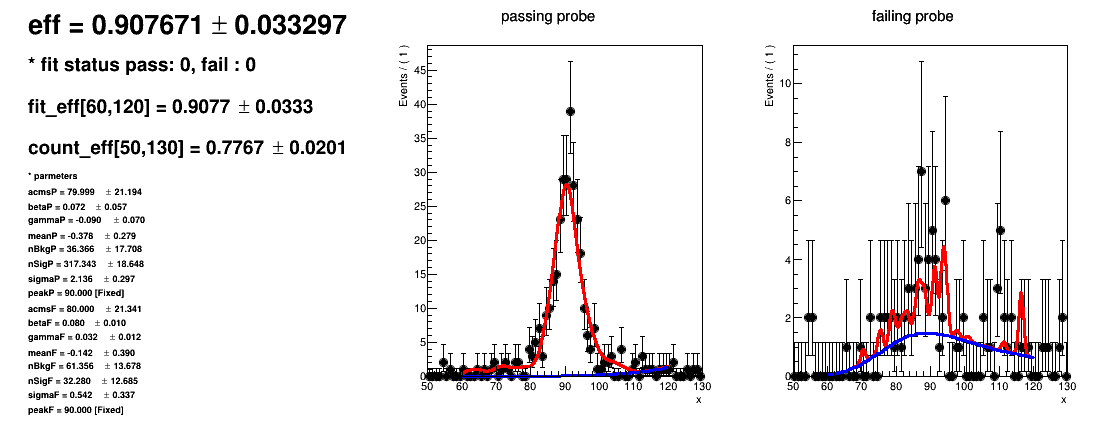 eff = 0.907671 ± 0.033297
* fit status pass: 0, fail : 0
fit_eff[60,120] = 0.9077 ± 0.0333
count_eff[50,130] = 0.7767 ± 0.0201
* parmeters
acmsP = 79.999 ± 21.194
betaP = 0.072 ± 0.057
gammaP = -0.090 ± 0.070
meanP = -0.378 ± 0.279
nBkgP = 36.366 ± 17.708
nSigP = 317.343 ± 18.648
sigmaP = 2.136 ± 0.297
peakP = 90.000 [Fixed]
acmsF = 80.000 ± 21.341
betaF = 0.080 ± 0.010
gammaF = 0.032 ± 0.012
meanF = -0.142 ± 0.390
nBkgF = 61.356 ± 13.678
nSigF = 32.280 ± 12.685
sigmaF = 0.542 ± 0.337
peakF = 90.000 [Fixed]
passing probe
Events / ( 1 )
45
40
35
30
25
20
15
10
5
0
50 60 70 80 90 100 110 120 130
x
failing probe
Events / ( 1 )
10
8
6
4
2
0
50 60 70 80 90 100 110 120 130
x